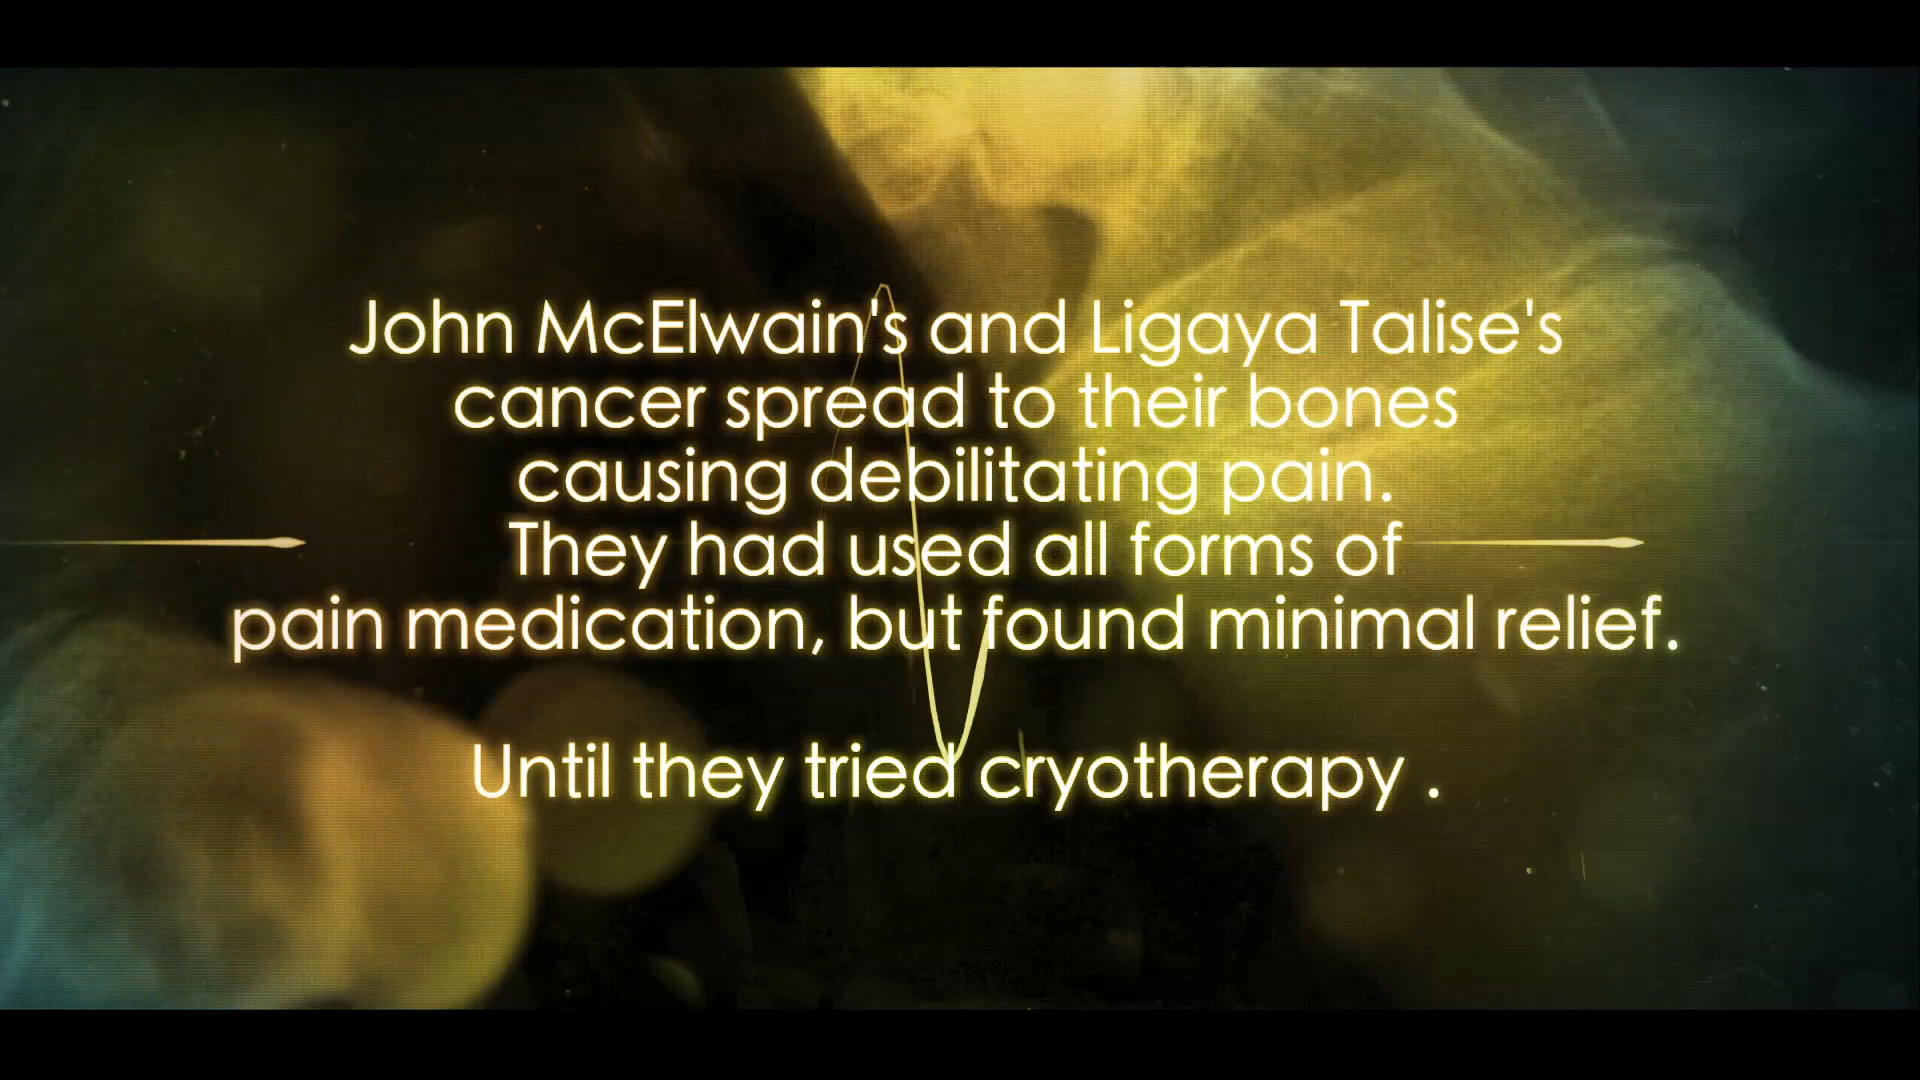 John McElwain's and Ligaya Talise's
cancer spread to their bones
causing debilitating pain.
They had used all forms of
pain medication, but found minimal relief.
Until they tried cryotherapy .